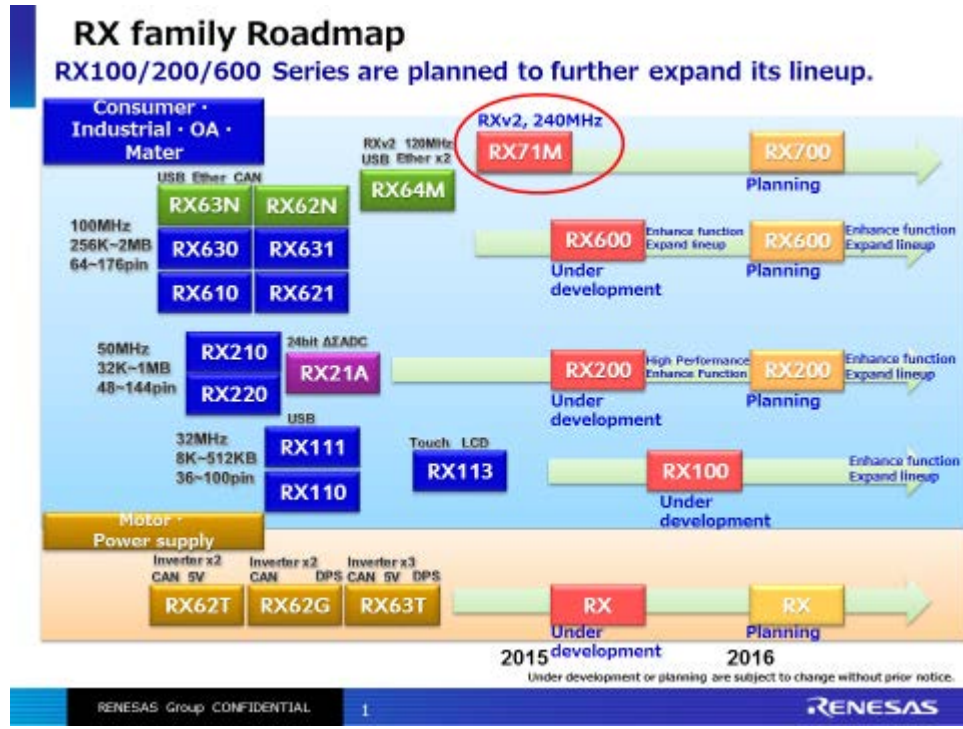 RX family Roadmap
RX100/200/600 Series are planned to further expand its lineup.
Consumer・
Industrial・OA・
Mater
RXv2, 240MHz
RX71M
RX700
Planning
RXv2 120MHz
USB Ether x2
RX64M
USB Ether CAN
RX63N
RX62N
100MHz
256K~2MB
64~176pin
RX630
RX631
RX610
RX621
RX600
Under
development
Enhance function
Expand lineup
RX600
Planning
Enhance function
Expand lineup
50MHz
32K~1MB
48~144pin
RX210
RX220
24bit ΔΣADC
RX21A
RX200
Under
development
High Performance
Enhance Function
RX200
Planning
Enhance function
Expand lineup
32MHz
8K~512KB
36~100pin
USB
RX111
RX110
Touch LCD
RX113
RX100
Under
development
Enhance function
Expand lineup
Motor・
Power supply
Inverter x2
CAN 5V
RX62T
Inverter x2
CAN DPS
RX62G
Inverter x3
CAN 5V DPS
RX63T
RX
Under
development
RX
Planning
2015
2016
Under development or planning are subject to change without prior notice.
RENESAS Group CONFIDENTIAL
1
RENESAS